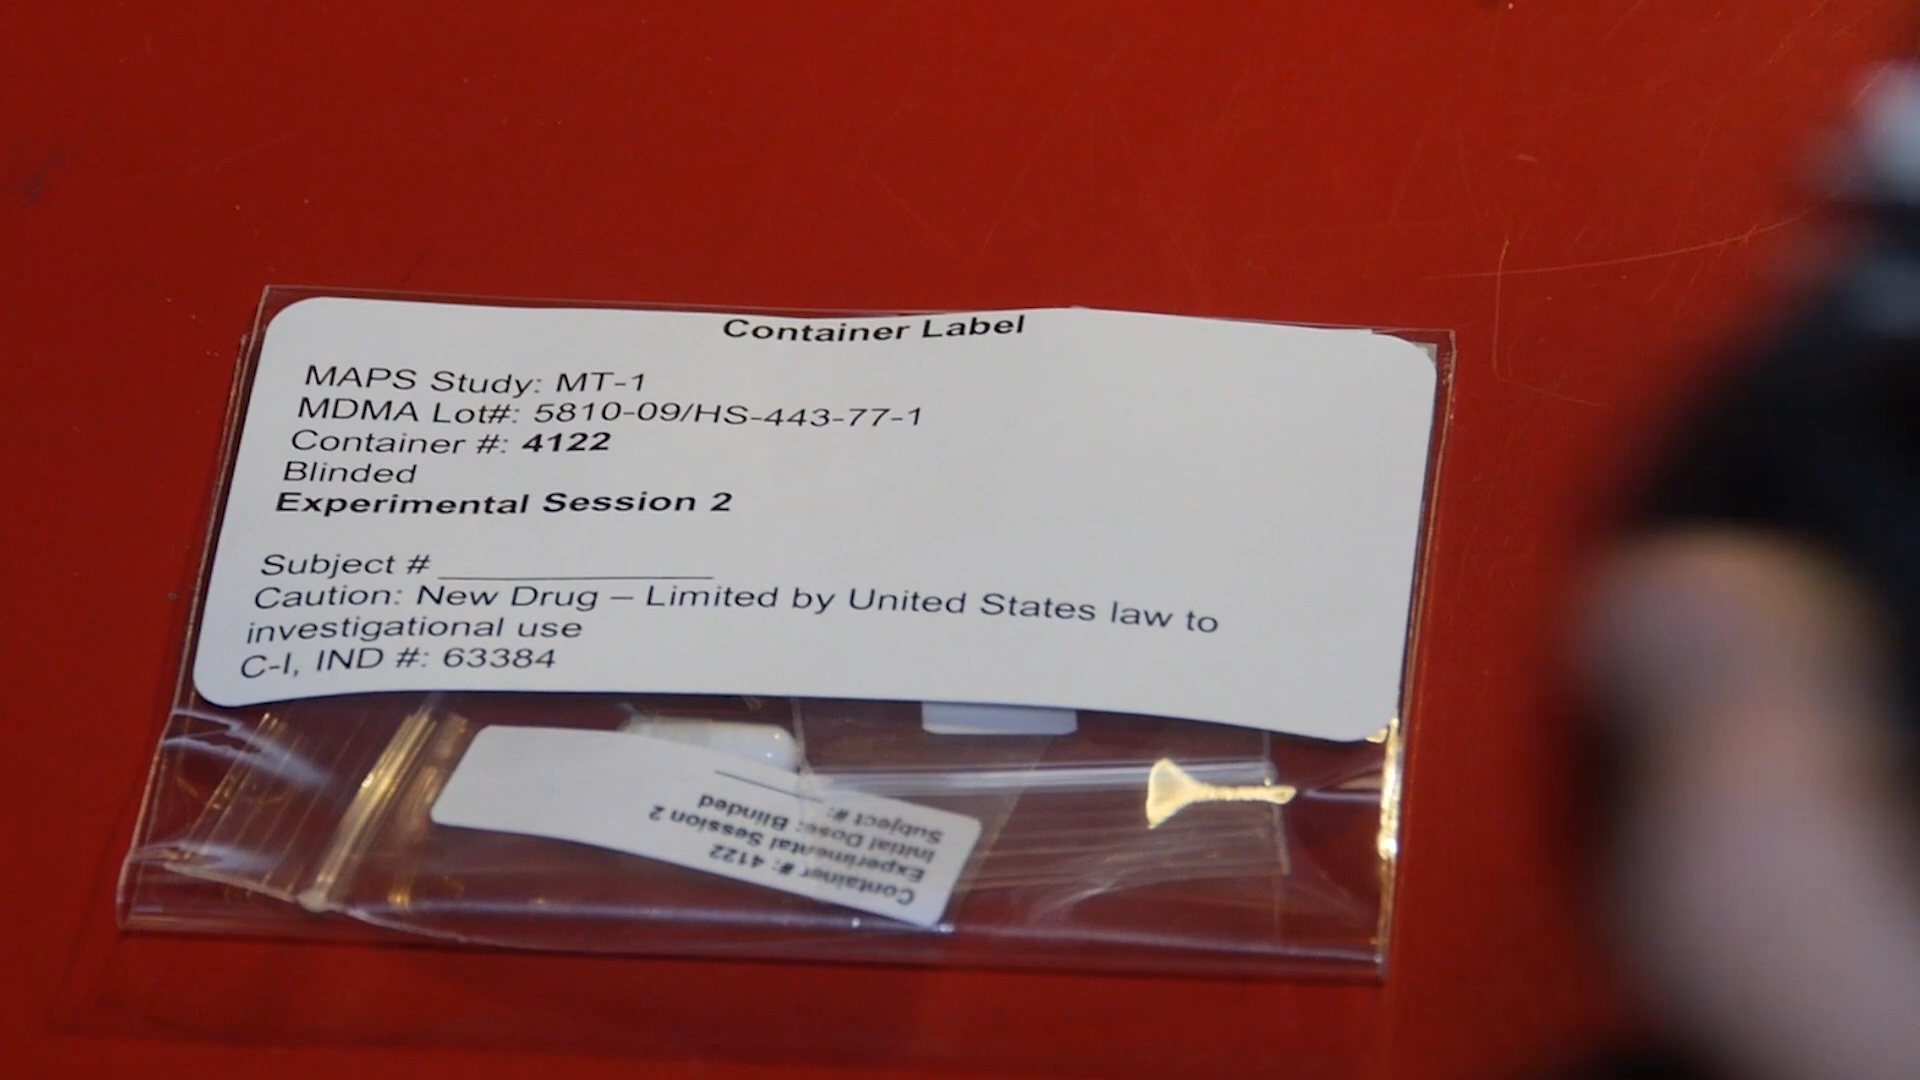 Container Label
MAPS Study: MT-1
MDMA Lot#: 5810-09/HS-443-77-1
Container #: 4122
Blinded
Experimental Session 2
Subject #
Caution: New Drug – Limited by United States law to
investigational use
C-I, IND #: 63384
Container #: 4122
Experimental Session 2
Initial Dose: Blinded
Subject #: